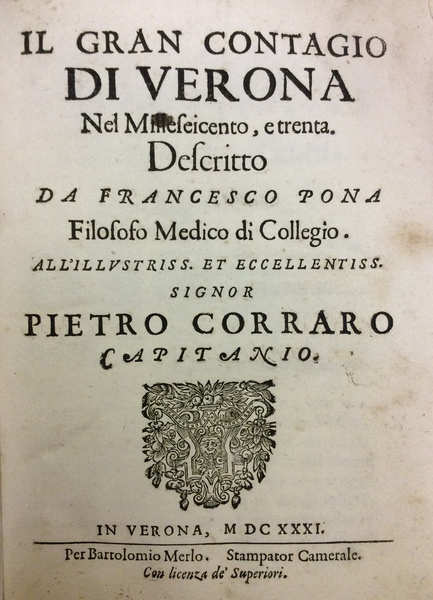 IL GRAN CONTAGIO
DI VERONA
Nel Milleſeicento, e trenta.
Deſcritto
DA FRANCESCO PONA
Filoſofo Medico di Collegio.
ALL'ILLVSTRISS. ET ECCELLENTISS.
SIGNOR
PIETRO CORRARO
CAPITANIO.
IN VERONA, M DC XXXI.
Per Bartolomio Merlo. Stampator Camerale.
Con licenza de' Superiori.